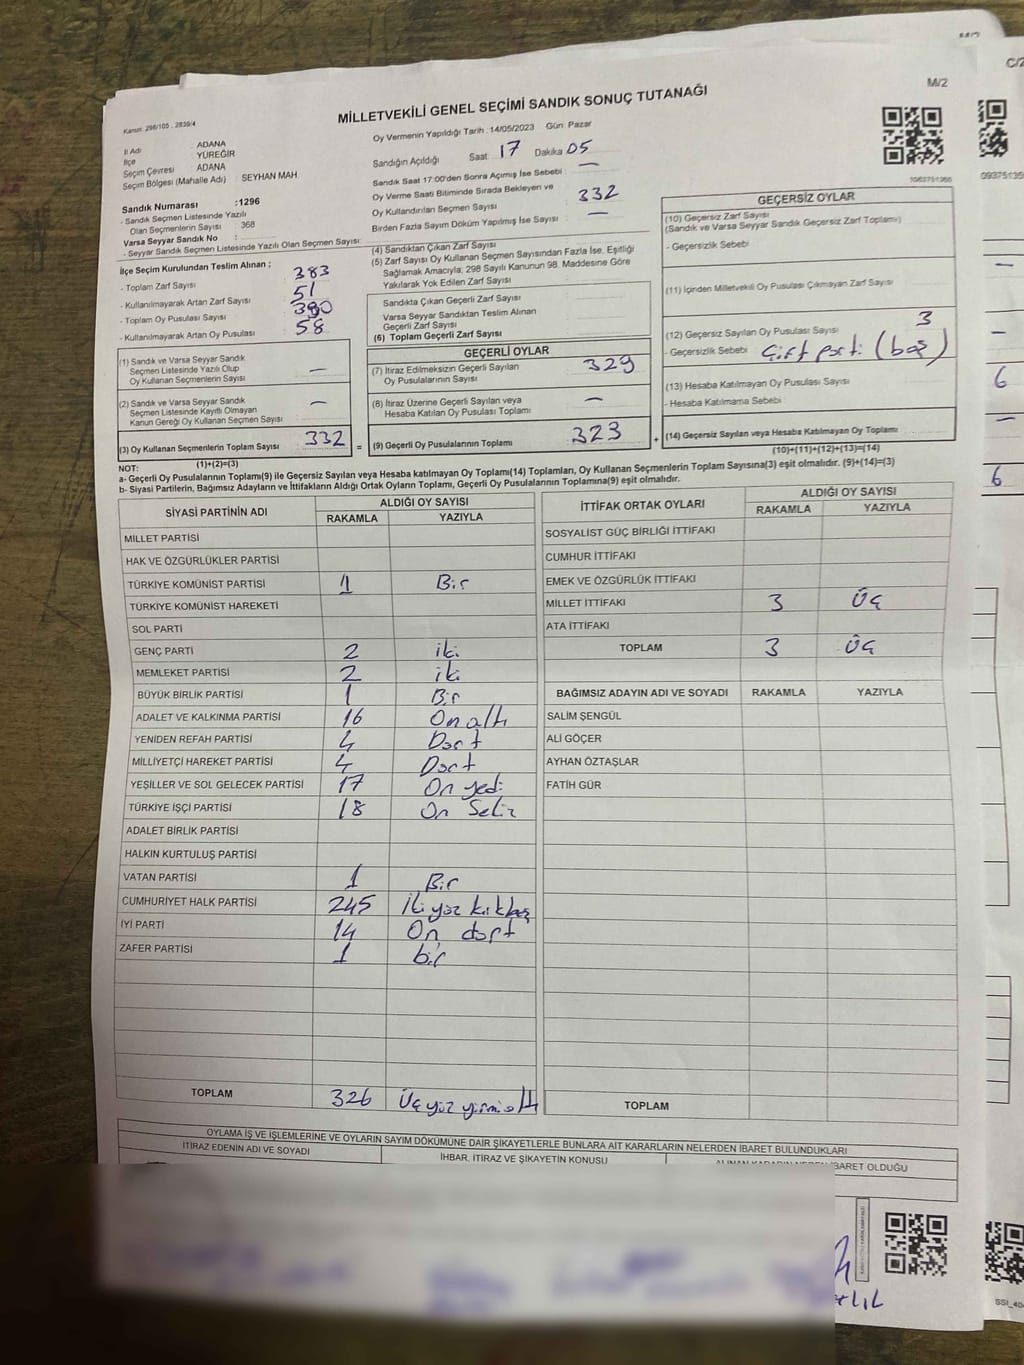 M/2
C/2
MİLLETVEKİLİ GENEL SEÇİMİ SANDIK SONUÇ TUTANAĞI
Kanun: 298/105 . 2839/4
Oy Vermenin Yapıldığı Tarih : 14/05/2023 Gün: Pazar
İl Adı ADANA
İlçe YÜREĞİR
Seçim Çevresi ADANA
Seçim Bölgesi (Mahalle Adı) : SEYHAN MAH
Sandığın Açıldığı Saat 17 Dakika 05
Sandık Saat 17:00'den Sonra Açımış İse Sebebi : —
Oy Verme Saati Bitiminde Sırada Bekleyen ve
Oy Kullandırılan Seçmen Sayısı : 332
Birden Fazla Sayım Döküm Yapılmış İse Sayısı : —
Sandık Numarası :1296
- Sandık Seçmen Listesinde Yazılı
Olan Seçmenlerin Sayısı : 368
Varsa Seyyar Sandık No :
- Seyyar Sandık Seçmen Listesinde Yazılı Olan Seçmen Sayısı:
İlçe Seçim Kurulundan Teslim Alınan ;
- Toplam Zarf Sayısı : 383
- Kullanılmayarak Artan Zarf Sayısı : 51
- Toplam Oy Pusulası Sayısı : 390
- Kullanılmayarak Artan Oy Pusulası : 58
(4) Sandıktan Çıkan Zarf Sayısı
(5) Zarf Sayısı Oy Kullanan Seçmen Sayısından Fazla İse, Eşitliği
Sağlamak Amacıyla; 298 Sayılı Kanunun 98. Maddesine Göre
Yakılarak Yok Edilen Zarf Sayısı
Sandıkta Çıkan Geçerli Zarf Sayısı
Varsa Seyyar Sandıktan Teslim Alınan
Geçerli Zarf Sayısı
(6) Toplam Geçerli Zarf Sayısı
(1) Sandık ve Varsa Seyyar Sandık
Seçmen Listesinde Yazılı Olup
Oy Kullanan Seçmenlerin Sayısı : —
(2) Sandık ve Varsa Seyyar Sandık
Seçmen Listesinde Kayıtlı Olmayan
Kanun Gereği Oy Kullanan Seçmen Sayısı : —
(3) Oy Kullanan Seçmenlerin Toplam Sayısı : 332 =
(1)+(2)=(3)
GEÇERLİ OYLAR
(7) İtiraz Edilmeksizin Geçerli Sayılan
Oy Pusulalarının Sayısı : 329
(8) İtiraz Üzerine Geçerli Sayılan veya
Hesaba Katılan Oy Pusulası Toplamı : —
(9) Geçerli Oy Pusulalarının Toplamı : 323 +
GEÇERSİZ OYLAR
(10) Geçersiz Zarf Sayısı
(Sandık ve Varsa Seyyar Sandık Geçersiz Zarf Toplamı)
- Geçersizlik Sebebi
(11) İçinden Milletvekili Oy Pusulası Çıkmayan Zarf Sayısı
(12) Geçersiz Sayılan Oy Pusulası Sayısı : 3
- Geçersizlik Sebebi : Çift parti (boş)
(13) Hesaba Katılmayan Oy Pusulası Sayısı
- Hesaba Katılmama Sebebi :
(14) Geçersiz Sayılan veya Hesaba Katılmayan Oy Toplamı
(10)+(11)+(12)+(13)=(14)
NOT:
a- Geçerli Oy Pusulalarının Toplamı(9) ile Geçersiz Sayılan veya Hesaba katılmayan Oy Toplamı(14) Toplamları, Oy Kullanan Seçmenlerin Toplam Sayısına(3) eşit olmalıdır. (9)+(14)=(3)
b- Siyasi Partilerin, Bağımsız Adayların ve İttifakların Aldığı Ortak Oyların Toplamı, Geçerli Oy Pusulalarının Toplamına(9) eşit olmalıdır.
SİYASİ PARTİNİN ADI ALDIĞI OY SAYISI
RAKAMLA YAZIYLA
MİLLET PARTİSİ
HAK VE ÖZGÜRLÜKLER PARTİSİ
TÜRKİYE KOMÜNİST PARTİSİ 1 Bir
TÜRKİYE KOMÜNİST HAREKETİ
SOL PARTİ
GENÇ PARTİ 2 iki
MEMLEKET PARTİSİ 2 iki
BÜYÜK BİRLİK PARTİSİ 1 Bir
ADALET VE KALKINMA PARTİSİ 16 On altı
YENİDEN REFAH PARTİSİ 4 Dört
MİLLİYETÇİ HAREKET PARTİSİ 4 Dört
YEŞİLLER VE SOL GELECEK PARTİSİ 17 On yedi
TÜRKİYE İŞÇİ PARTİSİ 18 On Sekiz
ADALET BİRLİK PARTİSİ
HALKIN KURTULUŞ PARTİSİ
VATAN PARTİSİ 1 Bir
CUMHURİYET HALK PARTİSİ 245 İki yüz kırkbeş
İYİ PARTİ 14 On dört
ZAFER PARTİSİ 1 bir
TOPLAM 326 Üç yüz yirmi altı
İTTİFAK ORTAK OYLARI ALDIĞI OY SAYISI
RAKAMLA YAZIYLA
SOSYALİST GÜÇ BİRLİĞİ İTTİFAKI
CUMHUR İTTİFAKI
EMEK VE ÖZGÜRLÜK İTTİFAKI
MİLLET İTTİFAKI 3 ÜÇ
ATA İTTİFAKI
TOPLAM 3 ÜÇ
BAĞIMSIZ ADAYIN ADI VE SOYADI RAKAMLA YAZIYLA
SALİM ŞENGÜL
ALİ GÖÇER
AYHAN ÖZTAŞLAR
FATİH GÜR
TOPLAM
OYLAMA İŞ VE İŞLEMLERİNE VE OYLARIN SAYIM DÖKÜMÜNE DAİR ŞİKAYETLERLE BUNLARA AİT KARARLARIN NELERDEN İBARET BULUNDUKLARI
İTİRAZ EDENİN ADI VE SOYADI İHBAR, İTİRAZ VE ŞİKAYETİN KONUSU ALINAN KARARIN NEDEN İBARET OLDUĞU
6
6